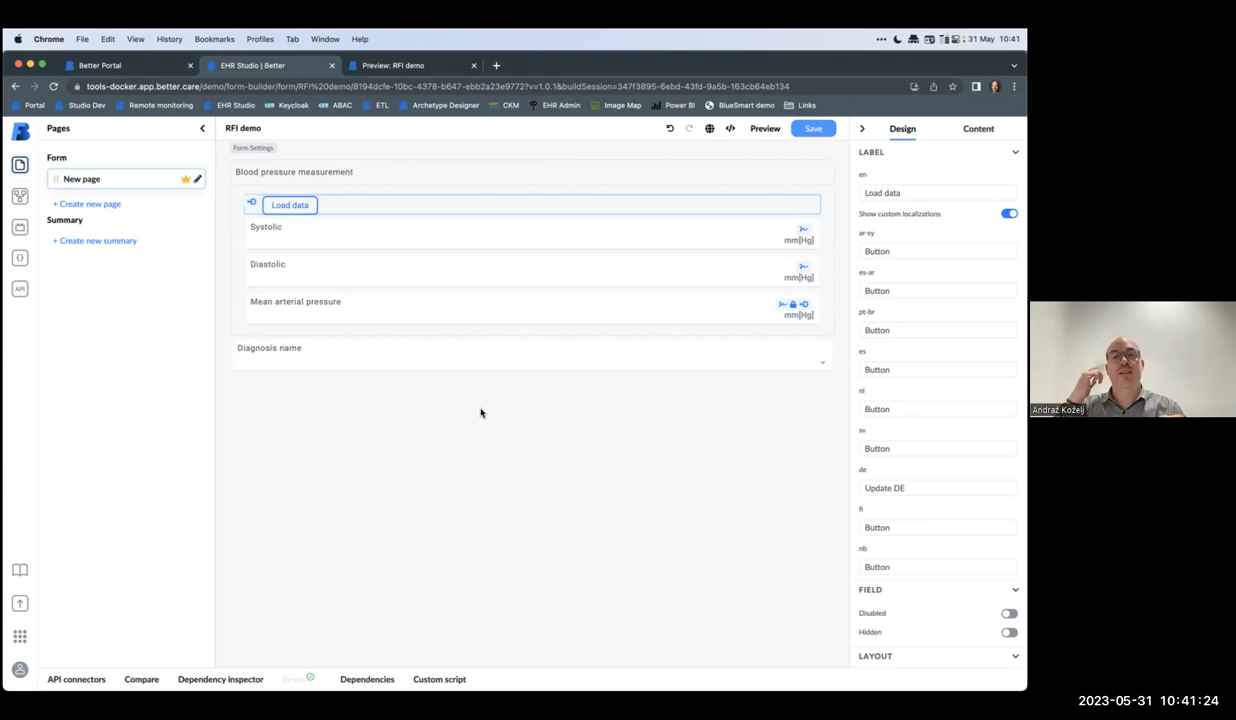 Chrome File Edit View History Bookmarks Profiles Tab Window Help
31 May 10:41
Better Portal
EHR Studio | Better
Preview: RFI demo
tools-docker.app.better.care/demo/form-builder/form/RFI%20demo/8194dcfe-10bc-4378-b647-ebb2a23e9772?v=1.0.1&buildSession=347f3895-6ebd-43fd-9a5b-163cb64eb134
Portal Studio Dev Remote monitoring EHR Studio Keycloak ABAC ETL Archetype Designer CKM EHR Admin Image Map Power BI BlueSmart demo Links
Pages
Form
New page
+ Create new page
Summary
+ Create new summary
API
RFI demo
Preview
Save
Form Settings
Blood pressure measurement
Load data
Systolic
mm[Hg]
Diastolic
mm[Hg]
Mean arterial pressure
mm[Hg]
Diagnosis name
Design
Content
LABEL
en
Load data
Show custom localizations
ar-sy
Button
es-ar
Button
pt-br
Button
es
Button
nl
Button
sv
Button
de
Update DE
fi
Button
nb
Button
FIELD
Disabled
Hidden
LAYOUT
API connectors
Compare
Dependency inspector
Errors
Dependencies
Custom script
Andraž Koželj
2023-05-31 10:41:24